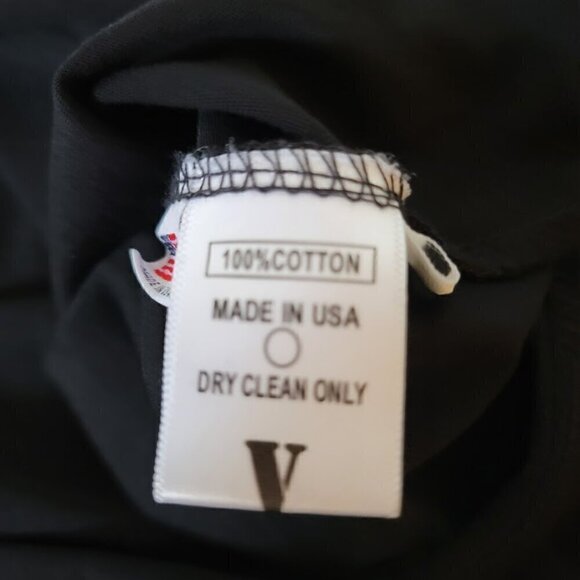 100%COTTON
MADE IN USA
DRY CLEAN ONLY
V